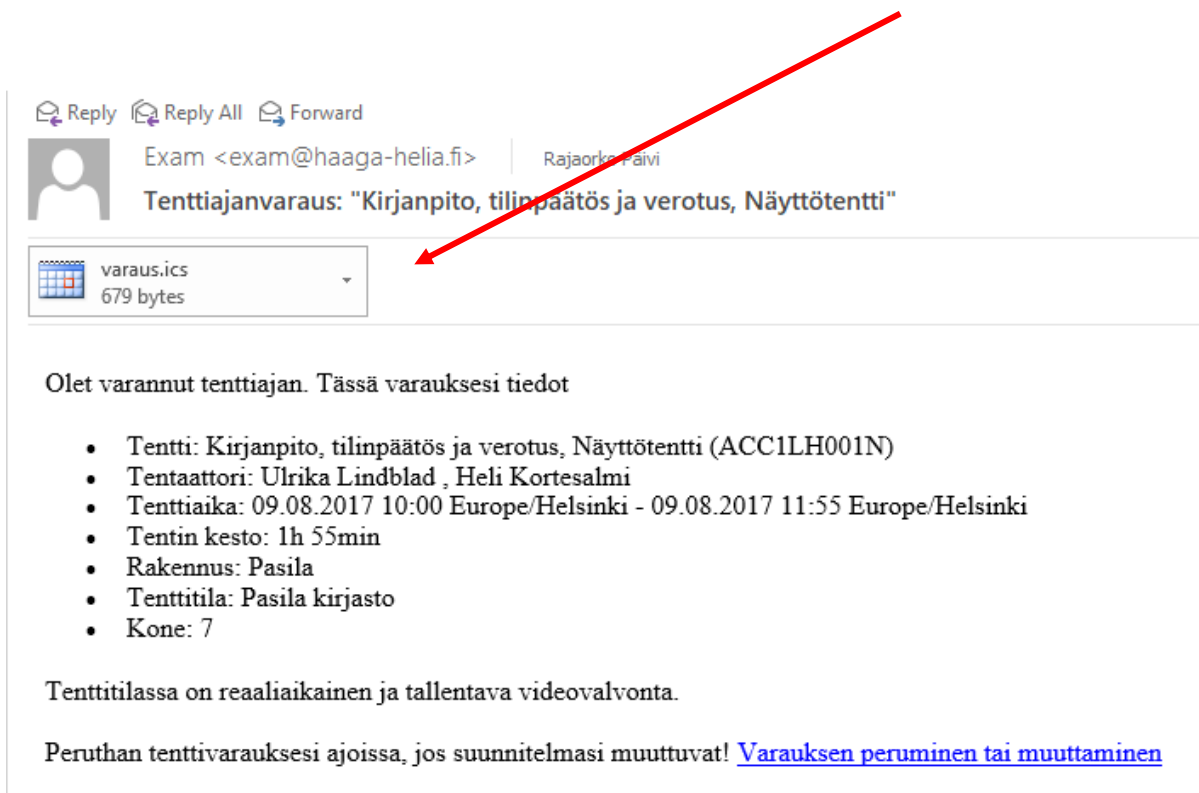 Reply Reply All Forward
Exam <exam@haaga-helia.fi> Rajaorko Päivi
Tenttiajanvaraus: "Kirjanpito, tilinpäätös ja verotus, Näyttötentti"
varaus.ics
679 bytes
Olet varannut tenttiajan. Tässä varauksesi tiedot
• Tentti: Kirjanpito, tilinpäätös ja verotus, Näyttötentti (ACC1LH001N)
• Tentaattori: Ulrika Lindblad , Heli Kortesalmi
• Tenttiaika: 09.08.2017 10:00 Europe/Helsinki - 09.08.2017 11:55 Europe/Helsinki
• Tentin kesto: 1h 55min
• Rakennus: Pasila
• Tenttitila: Pasila kirjasto
• Kone: 7
Tenttitilassa on reaaliaikainen ja tallentava videovalvonta.
Peruthan tenttivarauksesi ajoissa, jos suunnitelmasi muuttuvat! Varauksen peruminen tai muuttaminen